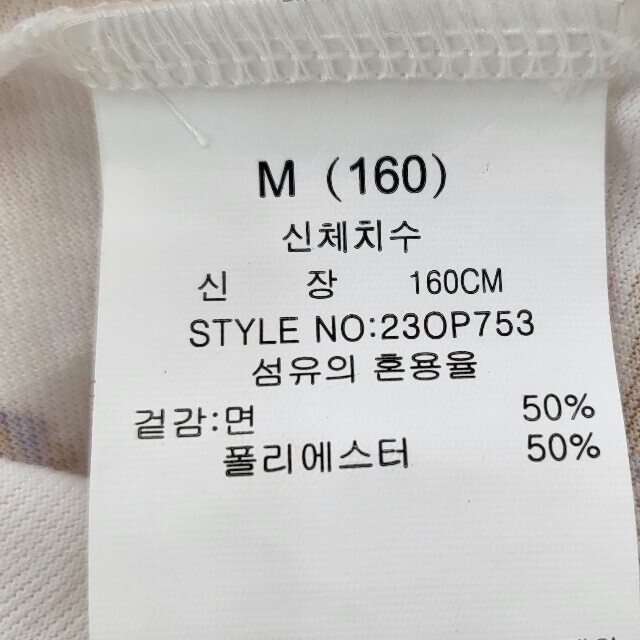 M (160)
신체치수
신 장 160CM
STYLE NO:23OP753
섬유의 혼용율
겉감:면 50%
폴리에스터 50%